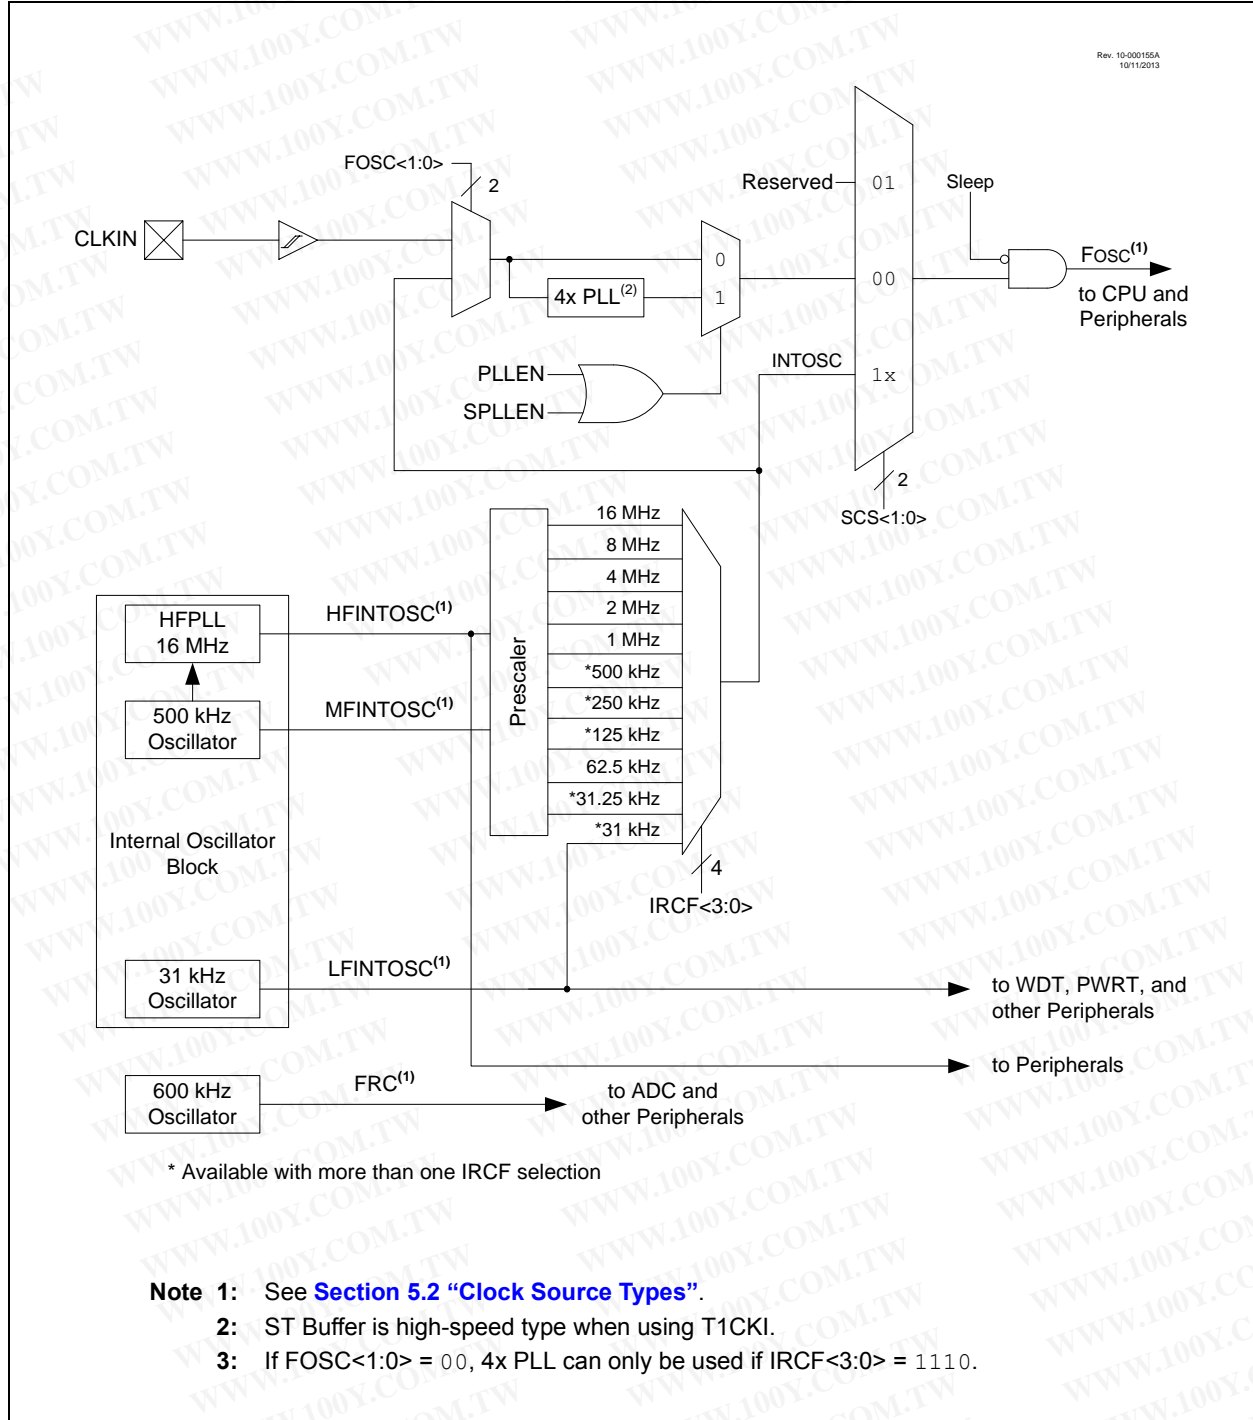 Rev. 10-000155A
10/11/2013
FOSC<1:0>
2
Reserved
01
Sleep
CLKIN
0
FOSC(1)
4x PLL(2)
1
00
to CPU and
Peripherals
PLLEN
INTOSC
1x
SPLLEN
2
SCS<1:0>
16 MHz
8 MHz
4 MHz
2 MHz
1 MHz
*500 kHz
*250 kHz
*125 kHz
62.5 kHz
*31.25 kHz
*31 kHz
HFPLL
16 MHz
HFINTOSC(1)
Prescaler
500 kHz
Oscillator
MFINTOSC(1)
Internal Oscillator
Block
4
IRCF<3:0>
31 kHz
Oscillator
LFINTOSC(1)
to WDT, PWRT, and
other Peripherals
to Peripherals
600 kHz
Oscillator
FRC(1)
to ADC and
other Peripherals
* Available with more than one IRCF selection
Note 1: See Section 5.2 “Clock Source Types”.
2: ST Buffer is high-speed type when using T1CKI.
3: If FOSC<1:0> = 00, 4x PLL can only be used if IRCF<3:0> = 1110.
WWW.100Y.COM.TW